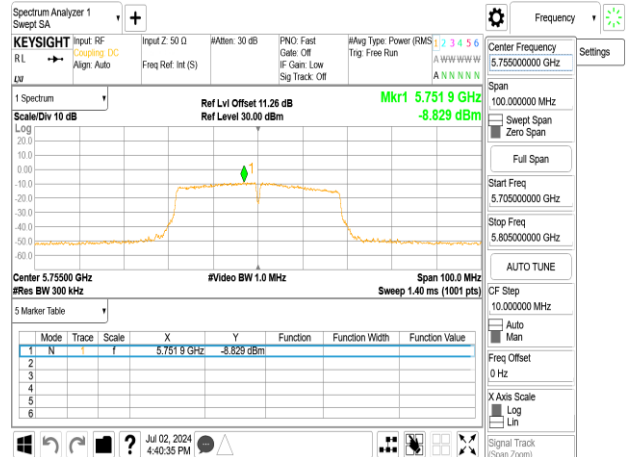 Spectrum Analyzer 1
Swept SA
Frequency
KEYSIGHT
RL
Input: RF
Coupling: DC
Align: Auto
Input Z: 50 Ω
Freq Ref: Int (S)
#Atten: 30 dB
PNO: Fast
Gate: Off
IF Gain: Low
Sig Track: Off
#Avg Type: Power (RMS
Trig: Free Run
1 2 3 4 5 6
A W W W W W
A N N N N N
Center Frequency
5.755000000 GHz
Settings
Span
100.000000 MHz
Swept Span
Zero Span
Full Span
Start Freq
5.705000000 GHz
Stop Freq
5.805000000 GHz
AUTO TUNE
CF Step
10.000000 MHz
Auto
Man
Freq Offset
0 Hz
X Axis Scale
Log
Lin
Signal Track
(Span Zoom)
1 Spectrum
Scale/Div 10 dB
Ref Lvl Offset 11.26 dB
Ref Level 30.00 dBm
Mkr1 5.751 9 GHz
-8.829 dBm
Log
20.0
10.0
0.00
-10.0
-20.0
-30.0
-40.0
-50.0
-60.0
1
Center 5.75500 GHz
#Res BW 300 kHz
#Video BW 1.0 MHz
Span 100.0 MHz
Sweep 1.40 ms (1001 pts)
5 Marker Table
Mode Trace Scale X Y Function Function Width Function Value
1 N 1 f 5.751 9 GHz -8.829 dBm
2
3
4
5
6
?
Jul 02, 2024
4:40:35 PM